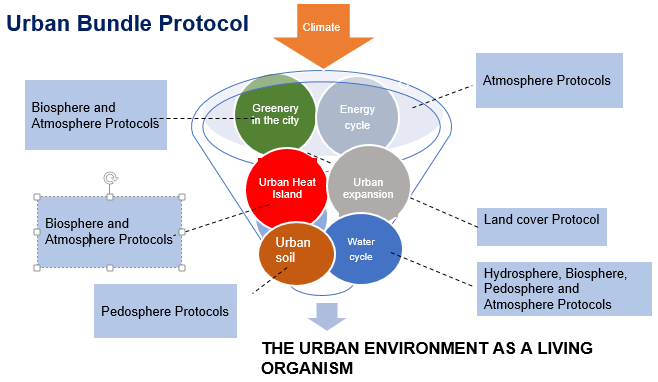 Urban Bundle Protocol
Climate
Atmosphere Protocols
Biosphere and
Atmosphere Protocols
Greenery
in the city
Energy
cycle
Urban Heat
Island
Urban
expansion
Biosphere and
Atmosphere Protocols
Land cover Protocol
Urban
soil
Water
cycle
Hydrosphere, Biosphere,
Pedosphere and
Atmosphere Protocols
Pedosphere Protocols
THE URBAN ENVIRONMENT AS A LIVING
ORGANISM